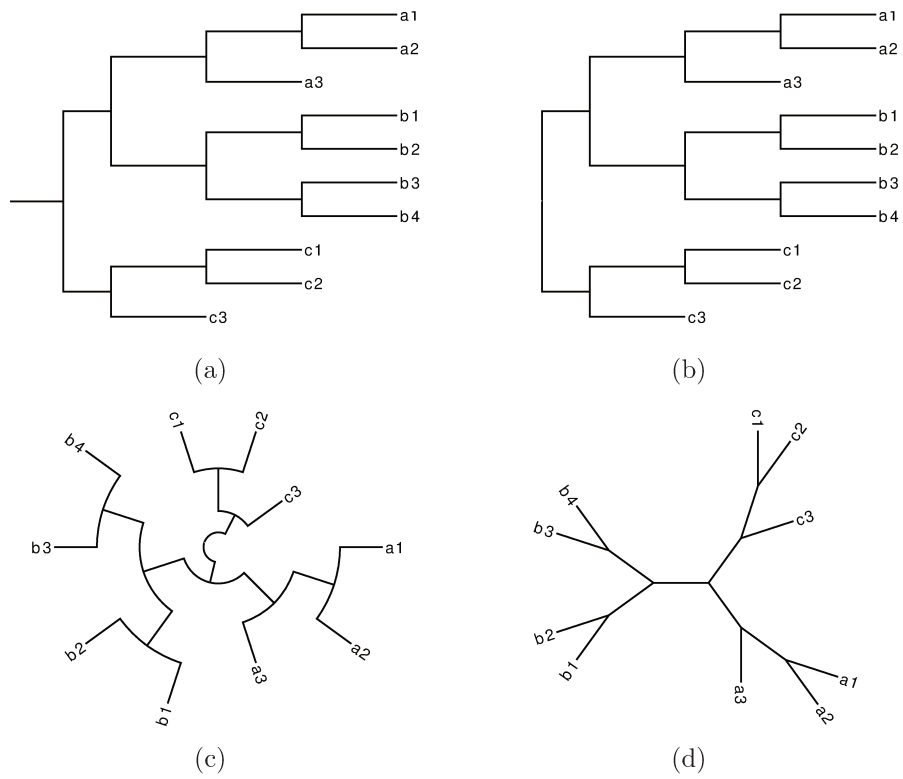 a1 a1
a2 a2
a3 a3
b1 b1
b2 b2
b3 b3
b4 b4
c1 c1
c2 c2
c3 c3
(a) (b)
c1 c2
b4
c3
b3 a1
b2 a2
a3
b1
(c)
c1 c2
b4
c3
b3
b2
b1
a1
a3
a2
(d)